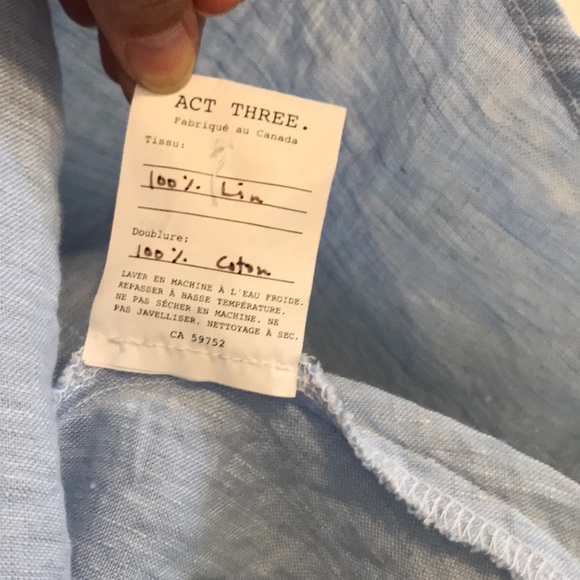 ACT THREE.
Fabriqué au Canada
Tissu:
100% Lin
Doublure:
100% Coton
LAVER EN MACHINE À L'EAU FROIDE.
REPASSER À BASSE TEMPÉRATURE.
NE PAS SÉCHER EN MACHINE. NE
PAS JAVELLISER. NETTOYAGE À SEC.
CA 59752